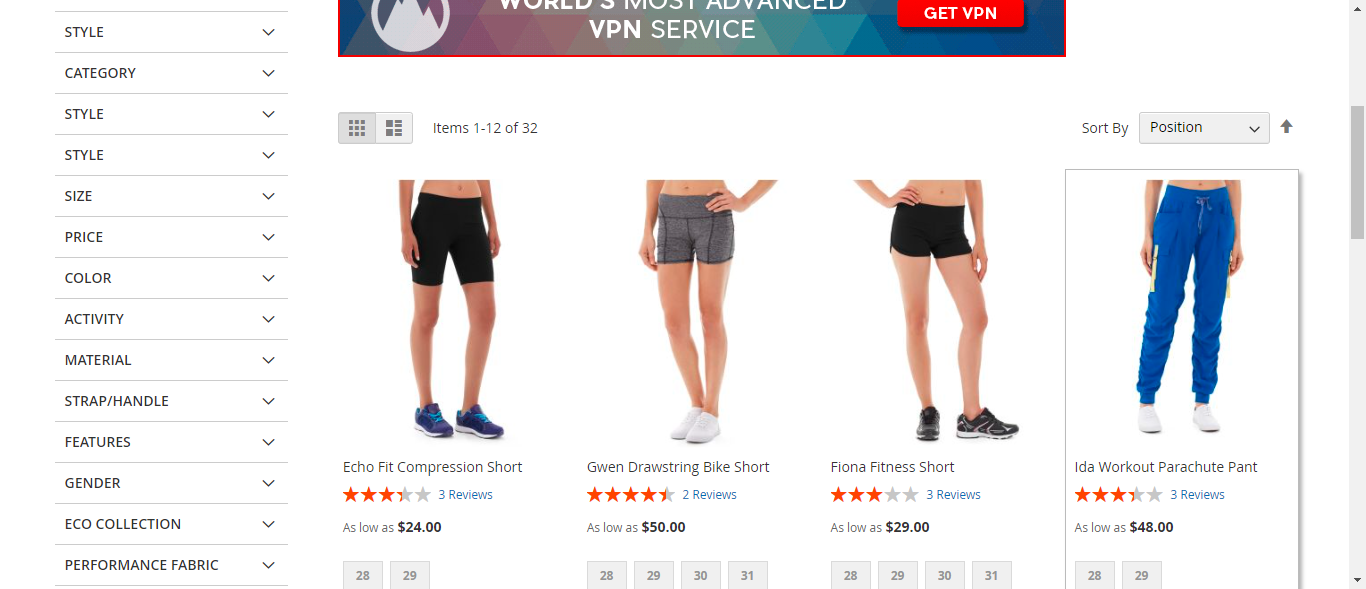 WORLD'S MOST ADVANCED
VPN SERVICE
GET VPN
STYLE
CATEGORY
STYLE
STYLE
SIZE
PRICE
COLOR
ACTIVITY
MATERIAL
STRAP/HANDLE
FEATURES
GENDER
ECO COLLECTION
PERFORMANCE FABRIC
Items 1-12 of 32
Sort By
Position
Echo Fit Compression Short
3 Reviews
As low as $24.00
28 29
Gwen Drawstring Bike Short
2 Reviews
As low as $50.00
28 29 30 31
Fiona Fitness Short
3 Reviews
As low as $29.00
28 29 30 31
Ida Workout Parachute Pant
3 Reviews
As low as $48.00
28 29